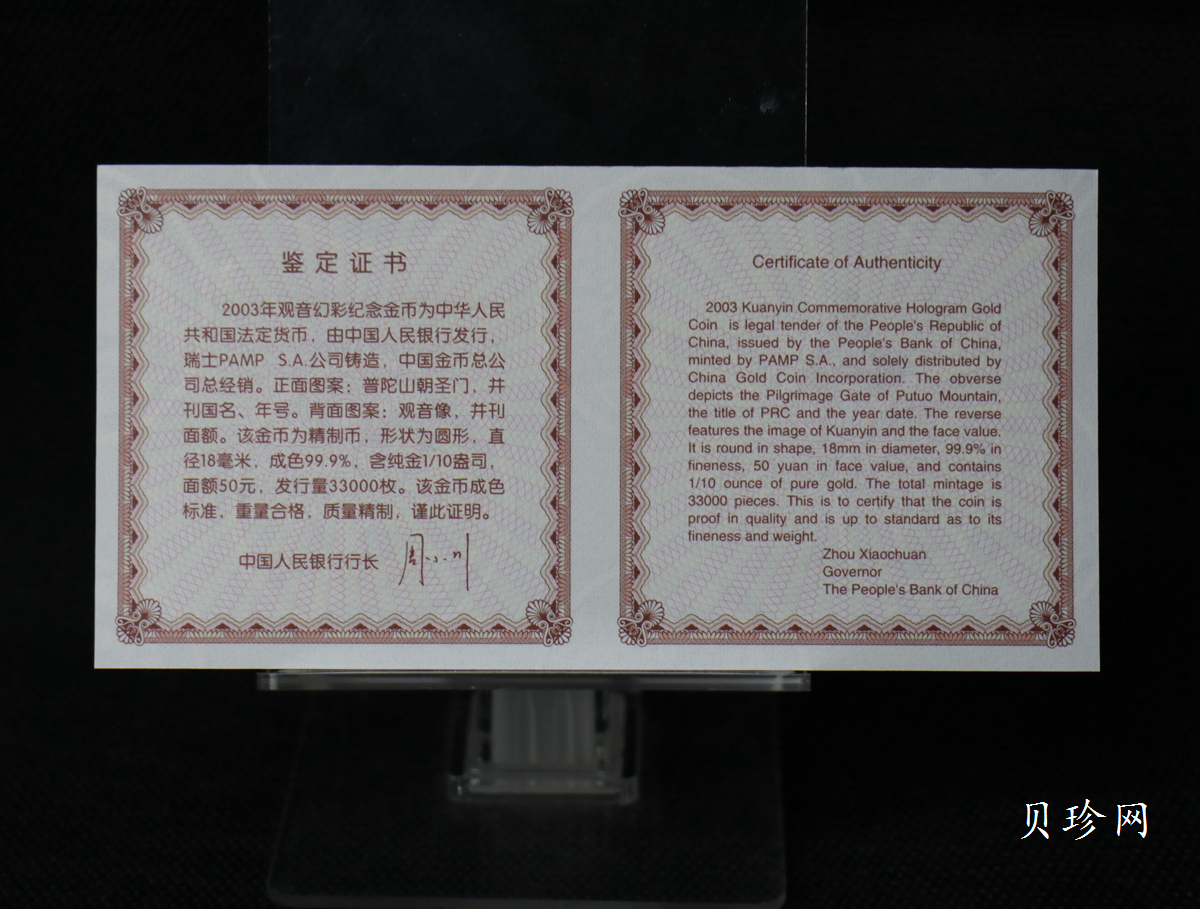 鉴定证书
2003年观音幻彩纪念金币为中华人民
共和国法定货币，由中国人民银行发行，
瑞士PAMP S.A.公司铸造，中国金币总公
司总经销。正面图案：普陀山朝圣门，并
刊国名、年号。背面图案：观音像，并刊
面额。该金币为精制币，形状为圆形，直
径18毫米，成色99.9%，含纯金1/10盎司，
面额50元，发行量33000枚。该金币成色
标准，重量合格，质量精制，谨此证明。
中国人民银行行长 周小川
Certificate of Authenticity
2003 Kuanyin Commemorative Hologram Gold
Coin is legal tender of the People's Republic of
China, issued by the People's Bank of China,
minted by PAMP S.A., and solely distributed by
China Gold Coin Incorporation. The obverse
depicts the Pilgrimage Gate of Putuo Mountain,
the title of PRC and the year date. The reverse
features the image of Kuanyin and the face value.
It is round in shape, 18mm in diameter, 99.9% in
fineness, 50 yuan in face value, and contains
1/10 ounce of pure gold. The total mintage is
33000 pieces. This is to certify that the coin is
proof in quality and is up to standard as to its
fineness and weight.
Zhou Xiaochuan
Governor
The People's Bank of China
贝珍网